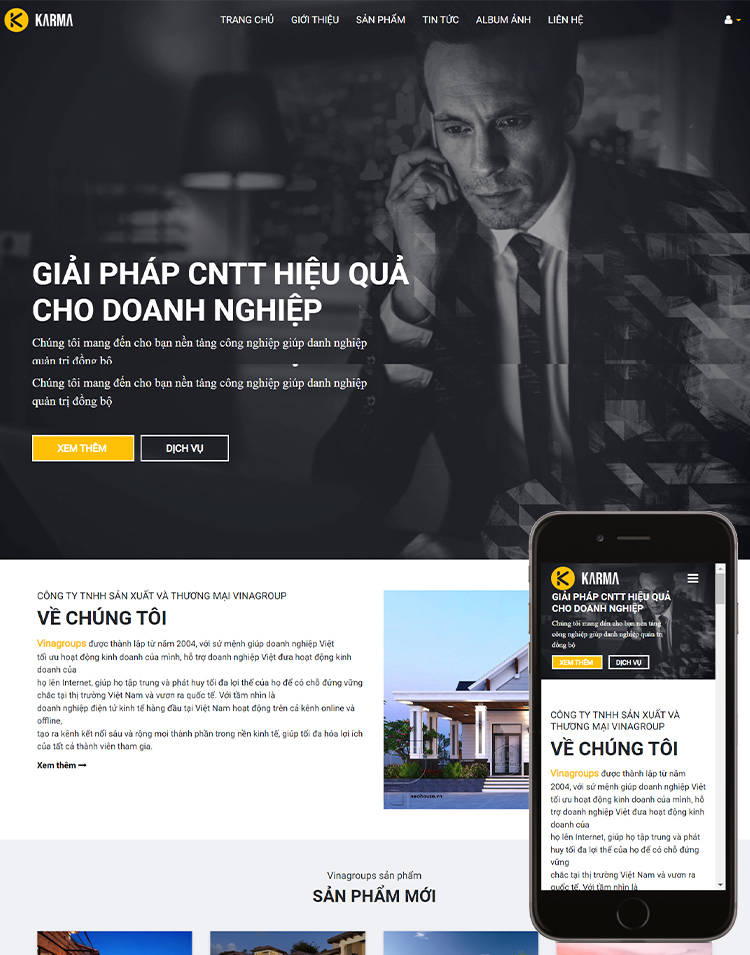 KARMA
TRANG CHỦ GIỚI THIỆU SẢN PHẨM TIN TỨC ALBUM ẢNH LIÊN HỆ
GIẢI PHÁP CNTT HIỆU QUẢ
CHO DOANH NGHIỆP
Chúng tôi mang đến cho bạn nền tảng công nghiệp giúp danh nghiệp
quản trị đồng bộ
Chúng tôi mang đến cho bạn nền tảng công nghiệp giúp danh nghiệp
quản trị đồng bộ
XEM THÊM DỊCH VỤ
CÔNG TY TNHH SẢN XUẤT VÀ THƯƠNG MẠI VINAGROUP
VỀ CHÚNG TÔI
Vinagroups được thành lập từ năm 2004, với sứ mệnh giúp doanh nghiệp Việt
tối ưu hoạt động kinh doanh của mình, hỗ trợ doanh nghiệp Việt đưa hoạt động kinh
doanh của
họ lên Internet, giúp họ tập trung và phát huy tối đa lợi thế của họ để có chỗ đứng vững
chắc tại thị trường Việt Nam và vươn ra quốc tế. Với tầm nhìn là
doanh nghiệp điện tử kinh tế hàng đầu tại Việt Nam hoạt động trên cả kênh online và
offline,
tạo ra kênh kết nối sâu và rộng mọi thành phần trong nền kinh tế, giúp tối đa hóa lợi ích
của tất cả thành viên tham gia.
Xem thêm
neohouse.vn
Vinagroups sản phẩm
SẢN PHẨM MỚI
KARMA
GIẢI PHÁP CNTT HIỆU QUẢ
CHO DOANH NGHIỆP
Chúng tôi mang đến cho bạn nền tảng
công nghiệp giúp danh nghiệp quản trị
đồng bộ
XEM THÊM DỊCH VỤ
CÔNG TY TNHH SẢN XUẤT VÀ
THƯƠNG MẠI VINAGROUP
VỀ CHÚNG TÔI
Vinagroups được thành lập từ năm
2004, với sứ mệnh giúp doanh nghiệp Việt
tối ưu hoạt động kinh doanh của mình, hỗ
trợ doanh nghiệp Việt đưa hoạt động kinh
doanh của
họ lên Internet, giúp họ tập trung và phát
huy tối đa lợi thế của họ để có chỗ đứng
vững
chắc tại thị trường Việt Nam và vươn ra
quốc tế. Với tầm nhìn là